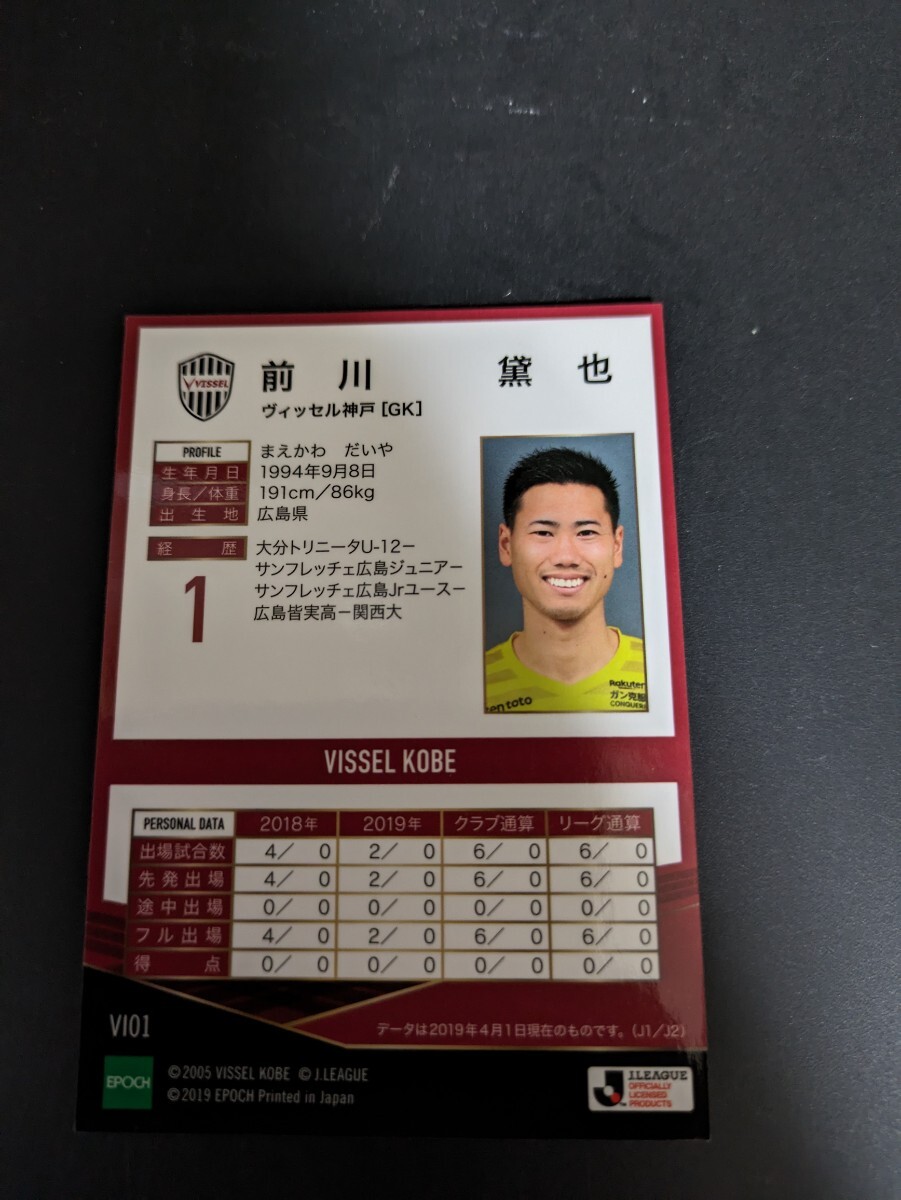 VISSEL
前川 黛也
ヴィッセル神戸 [GK]
PROFILE まえかわ だいや
生年月日 1994年9月8日
身長／体重 191cm／86kg
出生地 広島県
経歴 大分トリニータU-12－
サンフレッチェ広島ジュニア－
サンフレッチェ広島Jrユース－
広島皆実高－関西大
1
Rakuten
ガン克服
CONQUER
en toto
VISSEL KOBE
PERSONAL DATA 2018年 2019年 クラブ通算 リーグ通算
出場試合数 4／ 0 2／ 0 6／ 0 6／ 0
先発出場 4／ 0 2／ 0 6／ 0 6／ 0
途中出場 0／ 0 0／ 0 0／ 0 0／ 0
フル出場 4／ 0 2／ 0 6／ 0 6／ 0
得点 0／ 0 0／ 0 0／ 0 0／ 0
VI01
データは2019年4月1日現在のものです。（J1／J2）
EPOCH
©2005 VISSEL KOBE © J.LEAGUE
©2019 EPOCH Printed in Japan
J.LEAGUE
OFFICIALLY
LICENSED
PRODUCTS